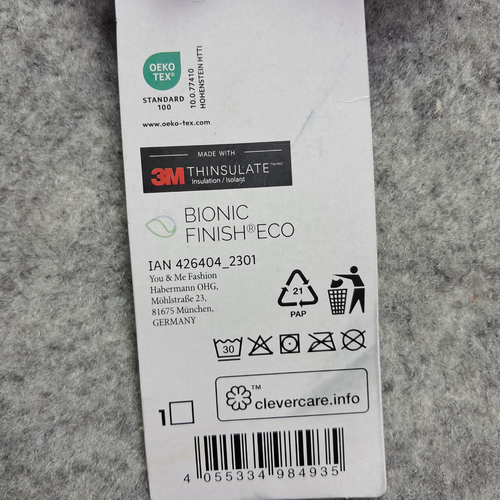 OEKO
TEX®
STANDARD
100
10.0.77410
HOHENSTEIN HTTI
www.oeko-tex.com
MADE WITH
3M THINSULATE
Insulation / Isolant
BIONIC
FINISH®ECO
IAN 426404_2301
You & Me Fashion
Habermann OHG,
Möhlstraße 23,
81675 München,
GERMANY
21
PAP
30
™
clevercare.info
1
4 055334 984935